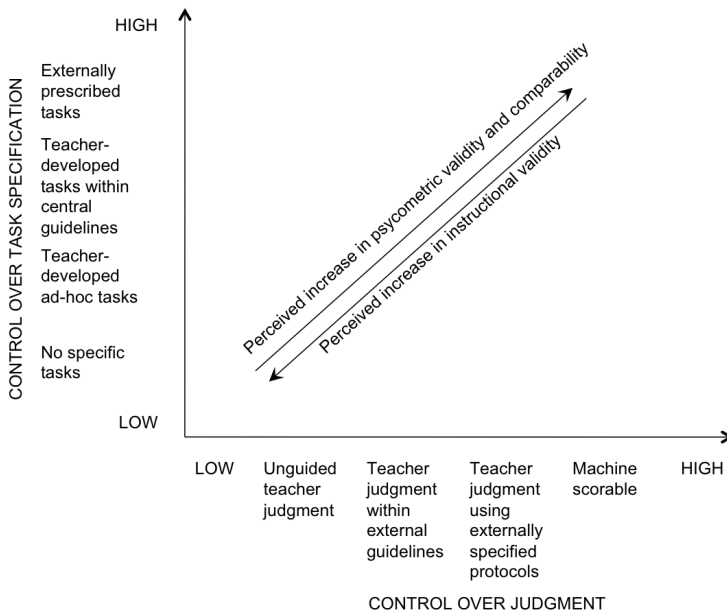 HIGH
CONTROL OVER TASK SPECIFICATION
Externally
prescribed
tasks
Teacher-
developed
tasks within
central
guidelines
Teacher-
developed
ad-hoc tasks
No specific
tasks
LOW
Perceived increase in psycometric validity and comparability
Perceived increase in instructional validity
LOW
Unguided
teacher
judgment
Teacher
judgment
within
external
guidelines
Teacher
judgment
using
externally
specified
protocols
Machine
scorable
HIGH
CONTROL OVER JUDGMENT